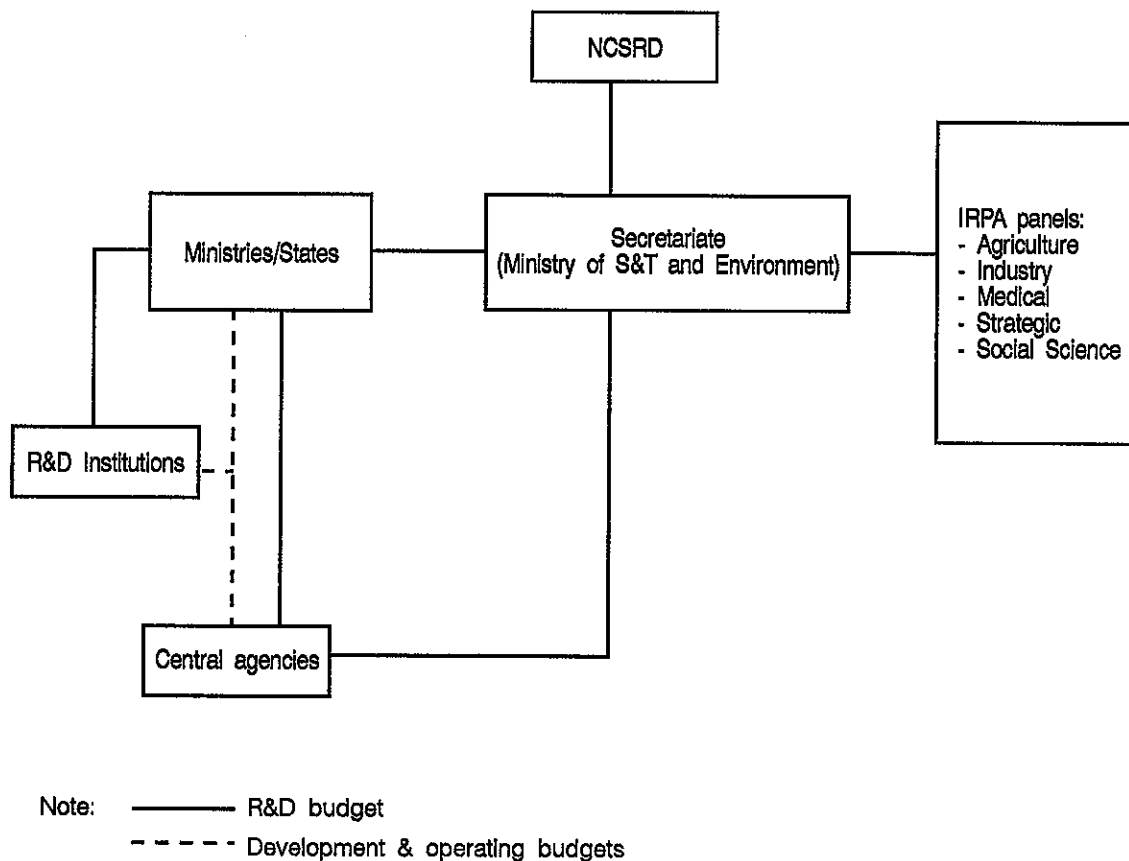 NCSRD
Ministries/States
Secretariate
(Ministry of S&T and Environment)
IRPA panels:
- Agriculture
- Industry
- Medical
- Strategic
- Social Science
R&D Institutions
Central agencies
Note: R&D budget
Development & operating budgets